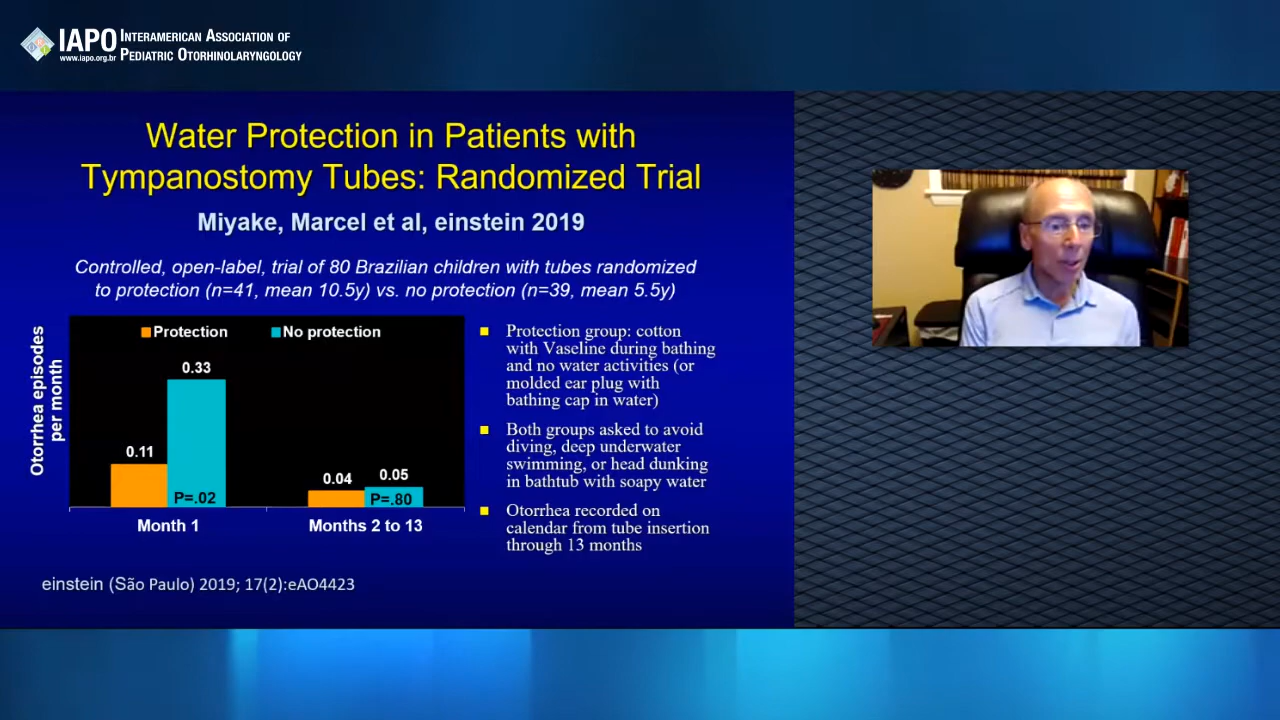 IAPO INTERAMERICAN ASSOCIATION OF
www.iapo.org.br PEDIATRIC OTORHINOLARYNGOLOGY
Water Protection in Patients with
Tympanostomy Tubes: Randomized Trial
Miyake, Marcel et al, einstein 2019
Controlled, open-label, trial of 80 Brazilian children with tubes randomized
to protection (n=41, mean 10.5y) vs. no protection (n=39, mean 5.5y)
Otorrhea episodes
per month
Protection No protection
0.33
0.11
P=.02
0.04 0.05
P=.80
Month 1 Months 2 to 13
Protection group: cotton
with Vaseline during bathing
and no water activities (or
molded ear plug with
bathing cap in water)
Both groups asked to avoid
diving, deep underwater
swimming, or head dunking
in bathtub with soapy water
Otorrhea recorded on
calendar from tube insertion
through 13 months
einstein (São Paulo) 2019; 17(2):eAO4423